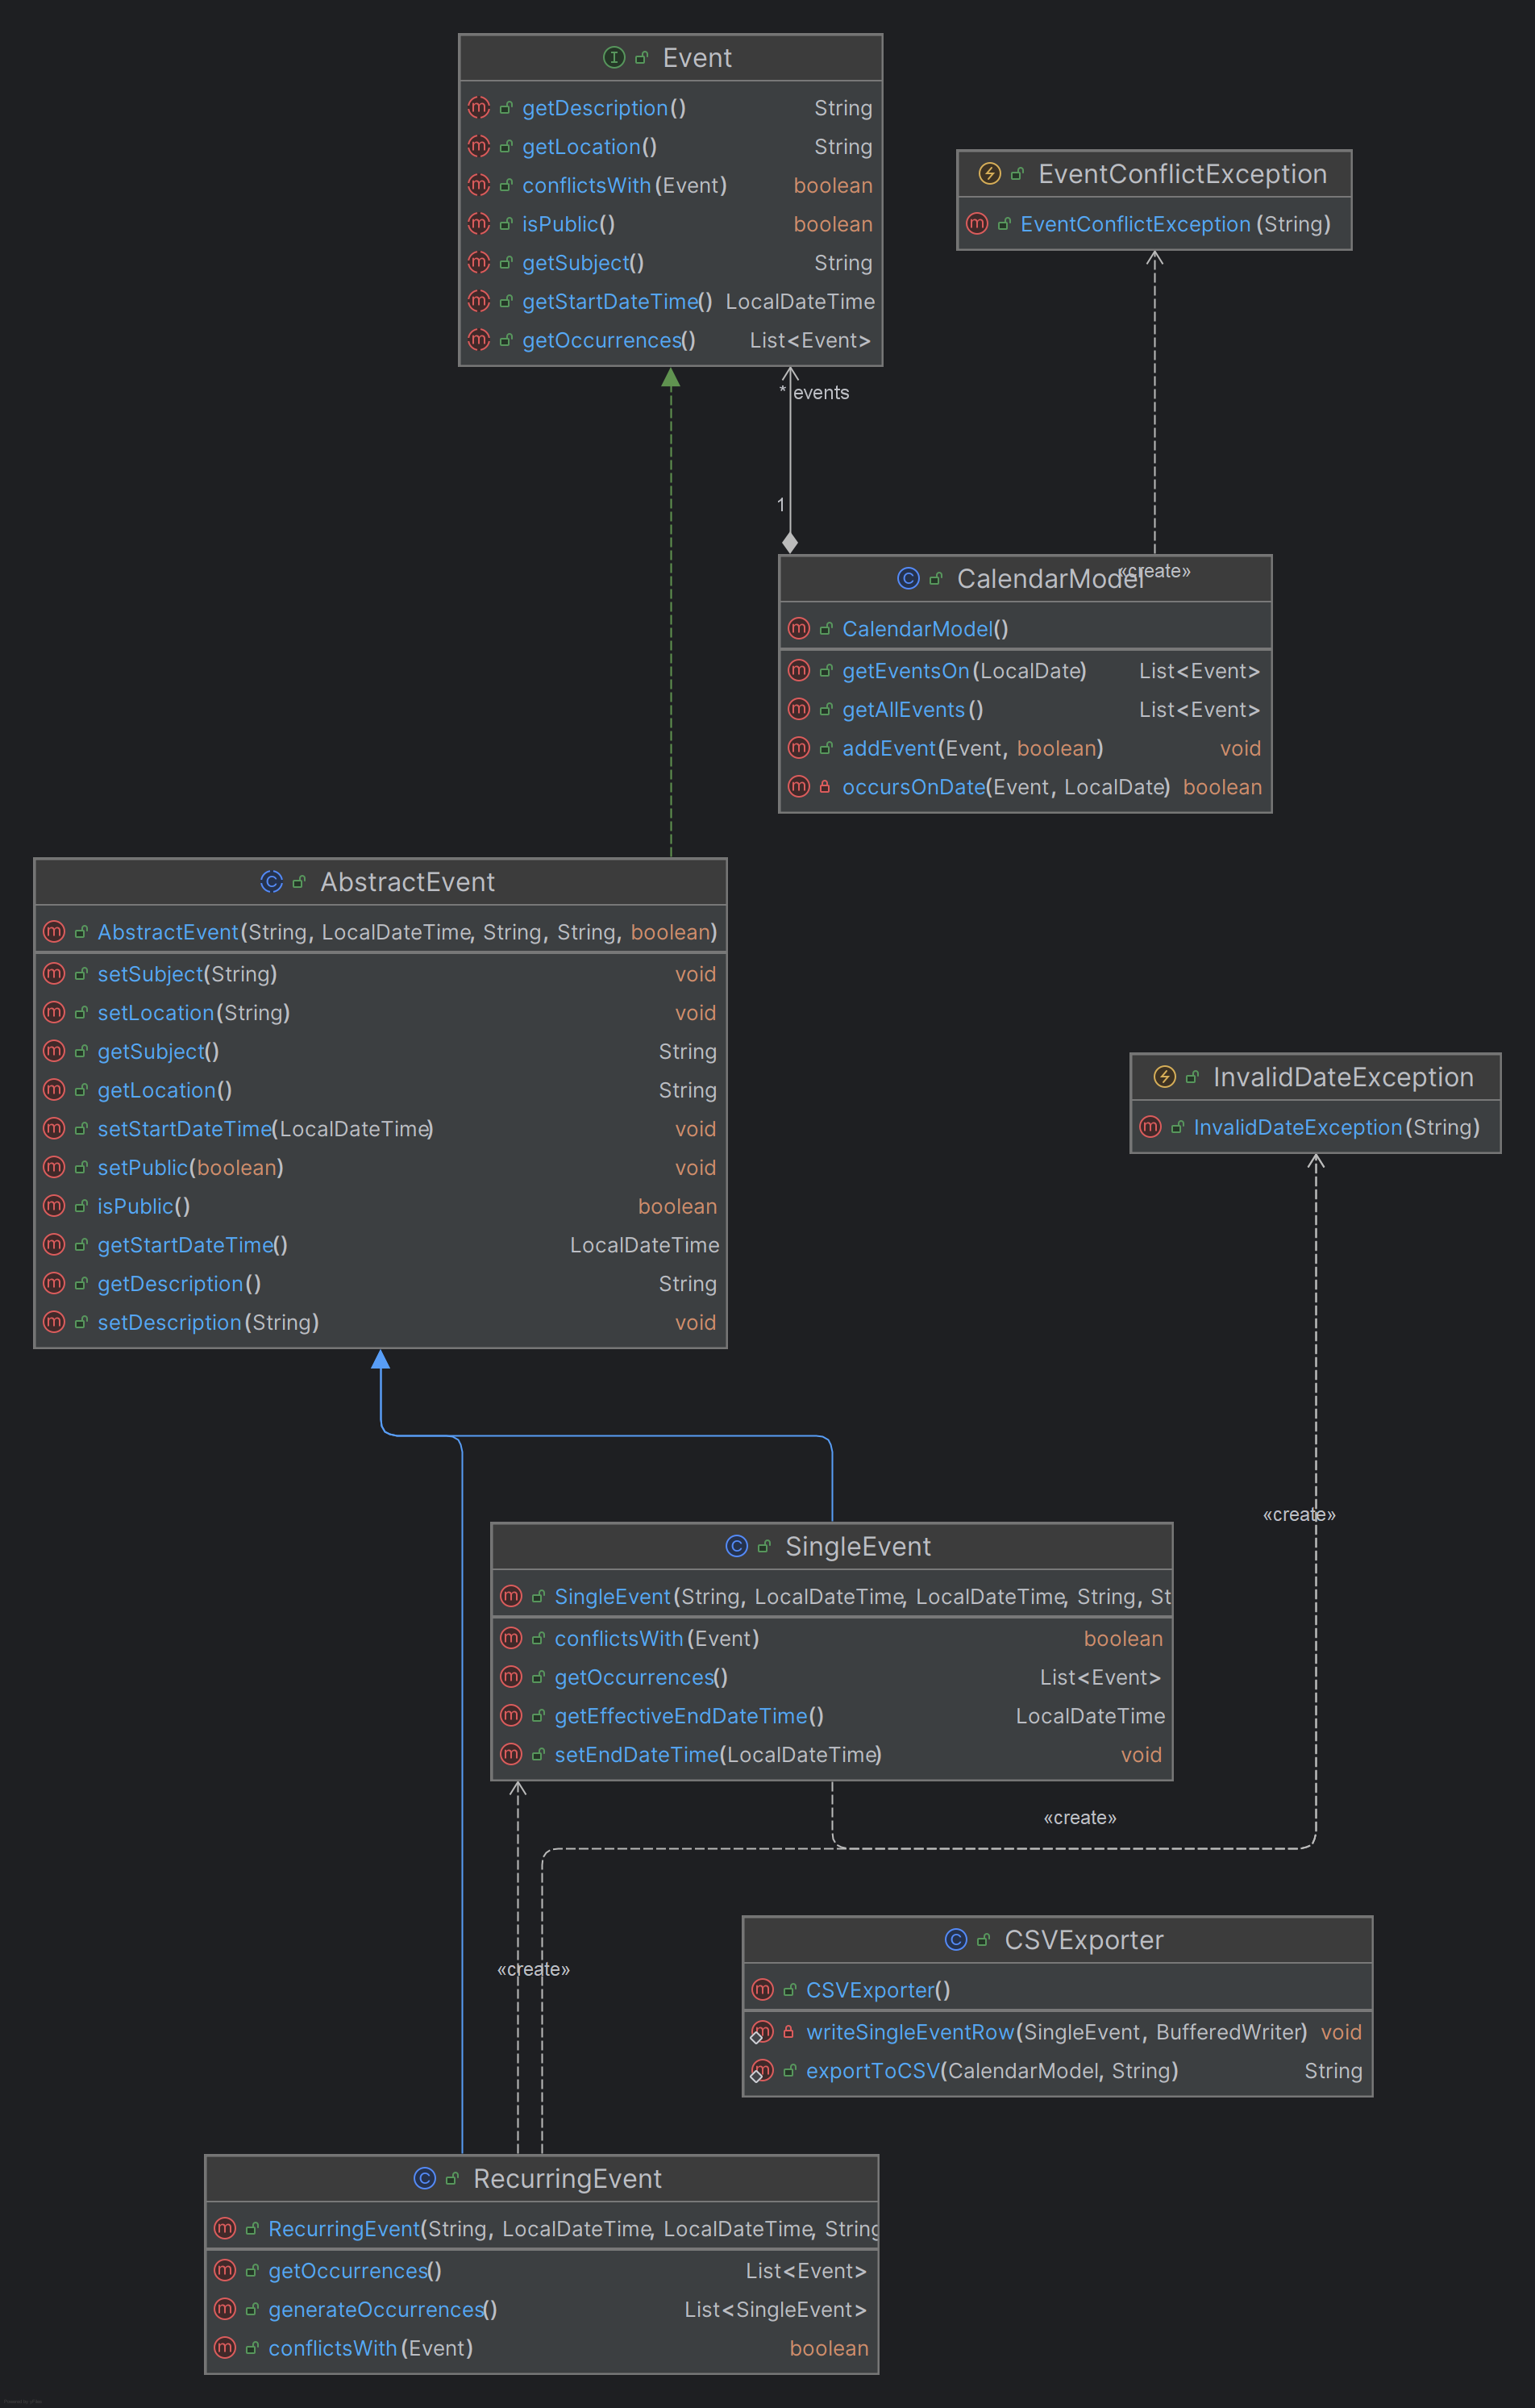 Event
getDescription() String
getLocation() String
conflictsWith(Event) boolean
isPublic() boolean
getSubject() String
getStartDateTime() LocalDateTime
getOccurrences() List<Event>
EventConflictException
EventConflictException(String)
* events
1
«create»
CalendarModel
CalendarModel()
getEventsOn(LocalDate) List<Event>
getAllEvents() List<Event>
addEvent(Event, boolean) void
occursOnDate(Event, LocalDate) boolean
AbstractEvent
AbstractEvent(String, LocalDateTime, String, String, boolean)
setSubject(String) void
setLocation(String) void
getSubject() String
getLocation() String
setStartDateTime(LocalDateTime) void
setPublic(boolean) void
isPublic() boolean
getStartDateTime() LocalDateTime
getDescription() String
setDescription(String) void
InvalidDateException
InvalidDateException(String)
«create»
SingleEvent
SingleEvent(String, LocalDateTime, LocalDateTime, String, St
conflictsWith(Event) boolean
getOccurrences() List<Event>
getEffectiveEndDateTime() LocalDateTime
setEndDateTime(LocalDateTime) void
«create»
«create»
CSVExporter
CSVExporter()
writeSingleEventRow(SingleEvent, BufferedWriter) void
exportToCSV(CalendarModel, String) String
RecurringEvent
RecurringEvent(String, LocalDateTime, LocalDateTime, String
getOccurrences() List<Event>
generateOccurrences() List<SingleEvent>
conflictsWith(Event) boolean